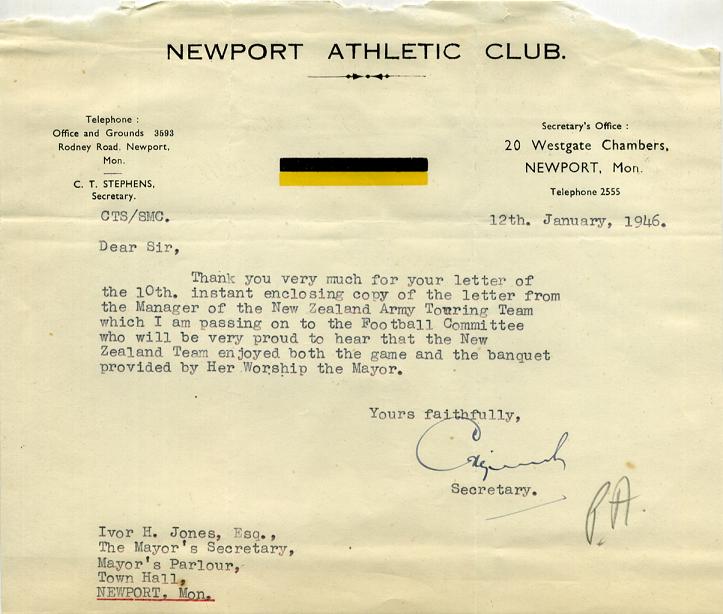 NEWPORT ATHLETIC CLUB.
Telephone :
Office and Grounds 3693
Rodney Road, Newport,
Mon.
C. T. STEPHENS,
Secretary.
Secretary's Office :
20 Westgate Chambers,
NEWPORT, Mon.
Telephone 2555
CTS/SMC.
12th. January, 1946.
Dear Sir,
Thank you very much for your letter of
the 10th. instant enclosing copy of the letter from
the Manager of the New Zealand Army Touring Team
which I am passing on to the Football Committee
who will be very proud to hear that the New
Zealand Team enjoyed both the game and the banquet
provided by Her Worship the Mayor.
Yours faithfully,
Secretary.
P.A.
Ivor H. Jones, Esq.,
The Mayor's Secretary,
Mayor's Parlour,
Town Hall,
NEWPORT, Mon.